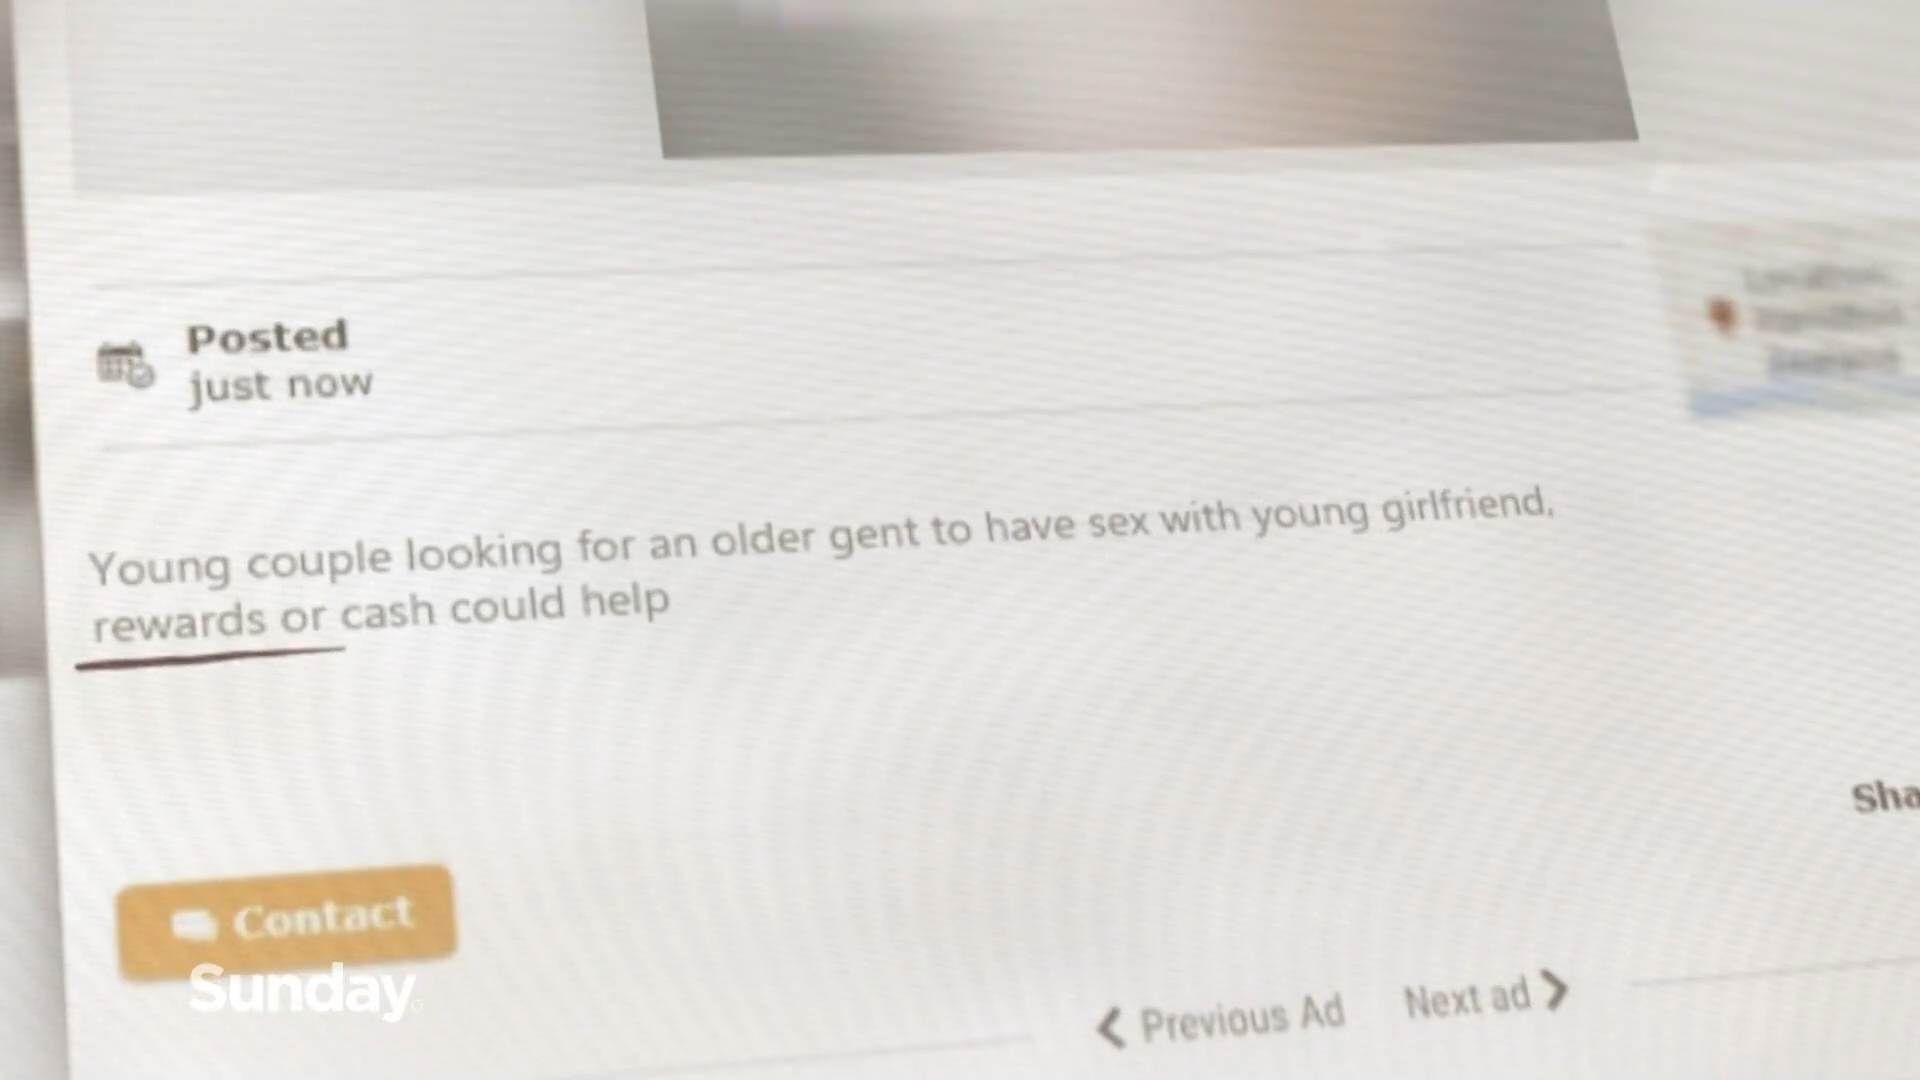 Posted
just now
Young couple looking for an older gent to have sex with young girlfriend,
rewards or cash could help
Sha
Contact
Sunday
Previous Ad
Next ad